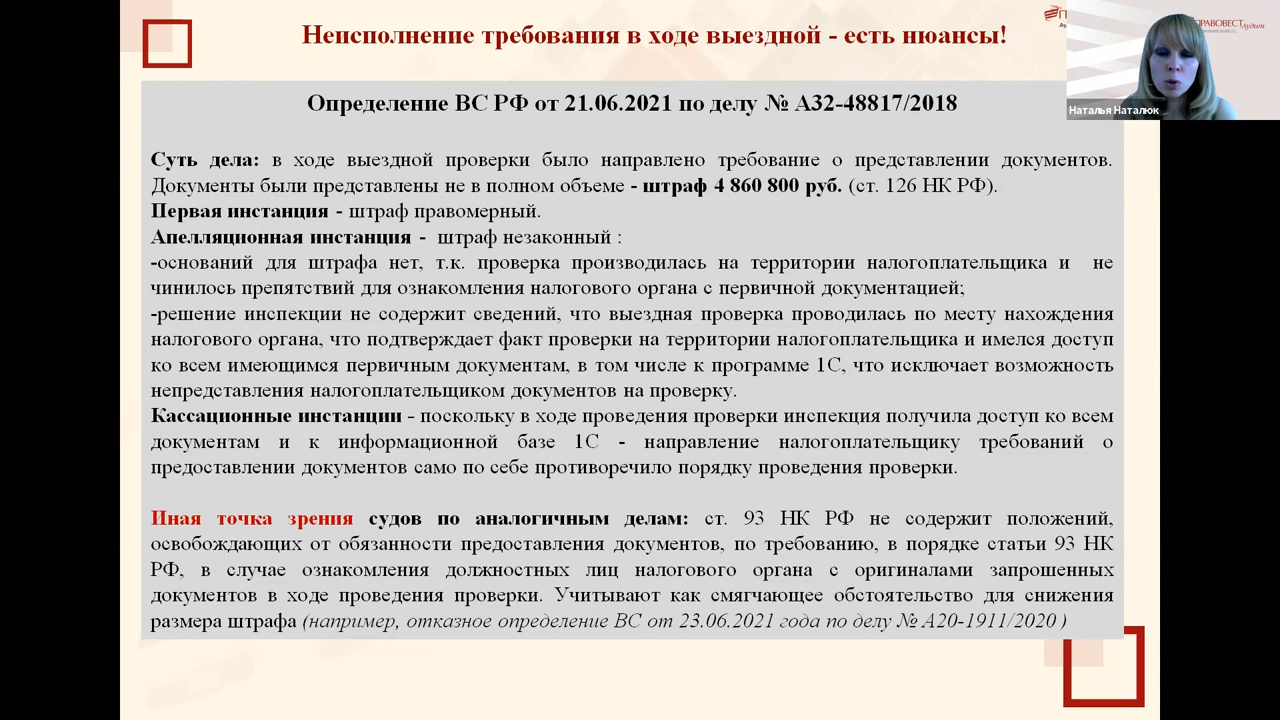 Неисполнение требования в ходе выездной - есть нюансы!
ПРАВОВЕСТ Аудит
Наталья Наталюк
Определение ВС РФ от 21.06.2021 по делу № А32-48817/2018
Суть дела: в ходе выездной проверки было направлено требование о представлении документов.
Документы были представлены не в полном объеме - штраф 4 860 800 руб. (ст. 126 НК РФ).
Первая инстанция - штраф правомерный.
Апелляционная инстанция - штраф незаконный :
-оснований для штрафа нет, т.к. проверка производилась на территории налогоплательщика и не
чинилось препятствий для ознакомления налогового органа с первичной документацией;
-решение инспекции не содержит сведений, что выездная проверка проводилась по месту нахождения
налогового органа, что подтверждает факт проверки на территории налогоплательщика и имелся доступ
ко всем имеющимся первичным документам, в том числе к программе 1С, что исключает возможность
непредставления налогоплательщиком документов на проверку.
Кассационные инстанции - поскольку в ходе проведения проверки инспекция получила доступ ко всем
документам и к информационной базе 1С - направление налогоплательщику требований о
предоставлении документов само по себе противоречило порядку проведения проверки.
Иная точка зрения судов по аналогичным делам: ст. 93 НК РФ не содержит положений,
освобождающих от обязанности предоставления документов, по требованию, в порядке статьи 93 НК
РФ, в случае ознакомления должностных лиц налогового органа с оригиналами запрошенных
документов в ходе проведения проверки. Учитывают как смягчающее обстоятельство для снижения
размера штрафа (например, отказное определение ВС от 23.06.2021 года по делу № А20-1911/2020 )